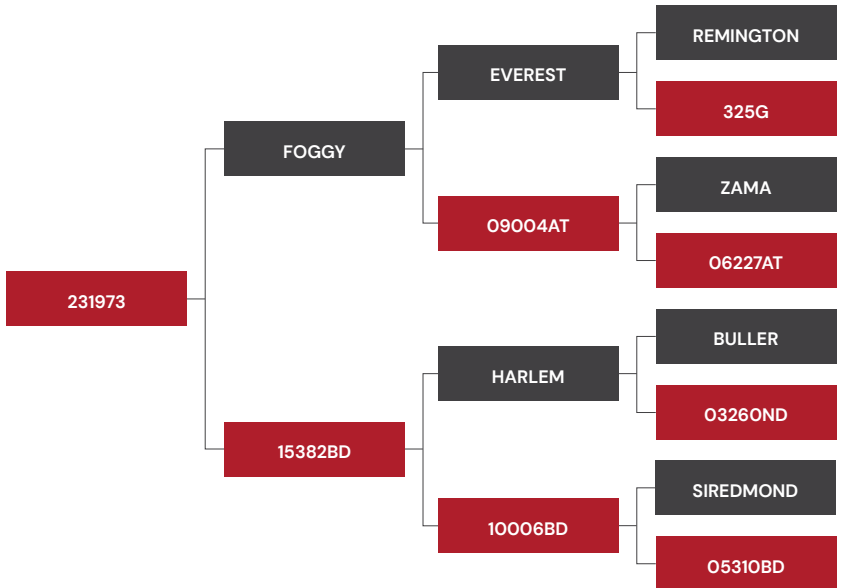 REMINGTON
EVEREST
325G
FOGGY
ZAMA
09004AT
06227AT
231973
BULLER
HARLEM
03260ND
15382BD
SIREDMOND
10006BD
05310BD